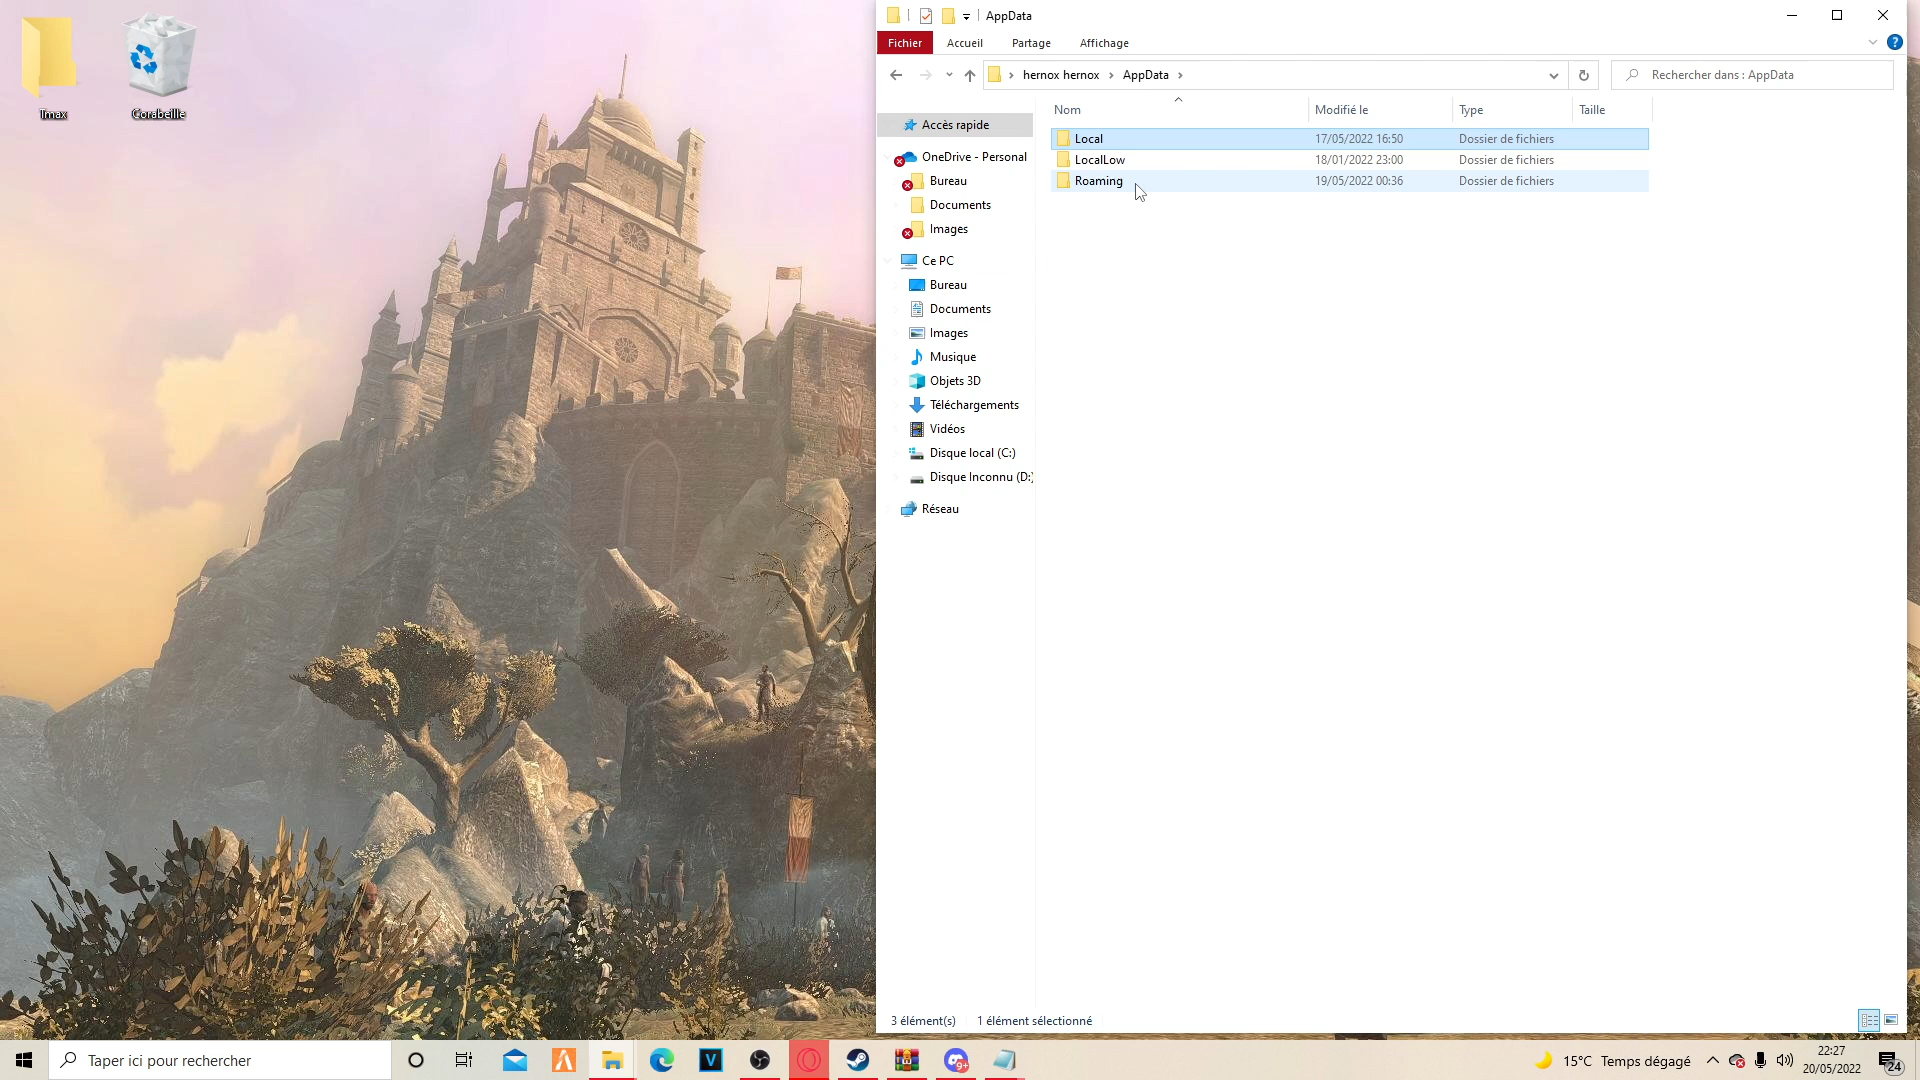 Tmax
Corabeille
AppData
Fichier
Accueil
Partage
Affichage
hernox hernox
AppData
Rechercher dans : AppData
Nom
Modifié le
Type
Taille
Local
17/05/2022 16:50
Dossier de fichiers
LocalLow
18/01/2022 23:00
Dossier de fichiers
Roaming
19/05/2022 00:36
Dossier de fichiers
Accès rapide
OneDrive - Personal
Bureau
Documents
Images
Ce PC
Bureau
Documents
Images
Musique
Objets 3D
Téléchargements
Vidéos
Disque local (C:)
Disque Inconnu (D:)
Réseau
3 élément(s)
1 élément sélectionné
Taper ici pour rechercher
V
9+
15°C Temps dégagé
22:27
20/05/2022
24